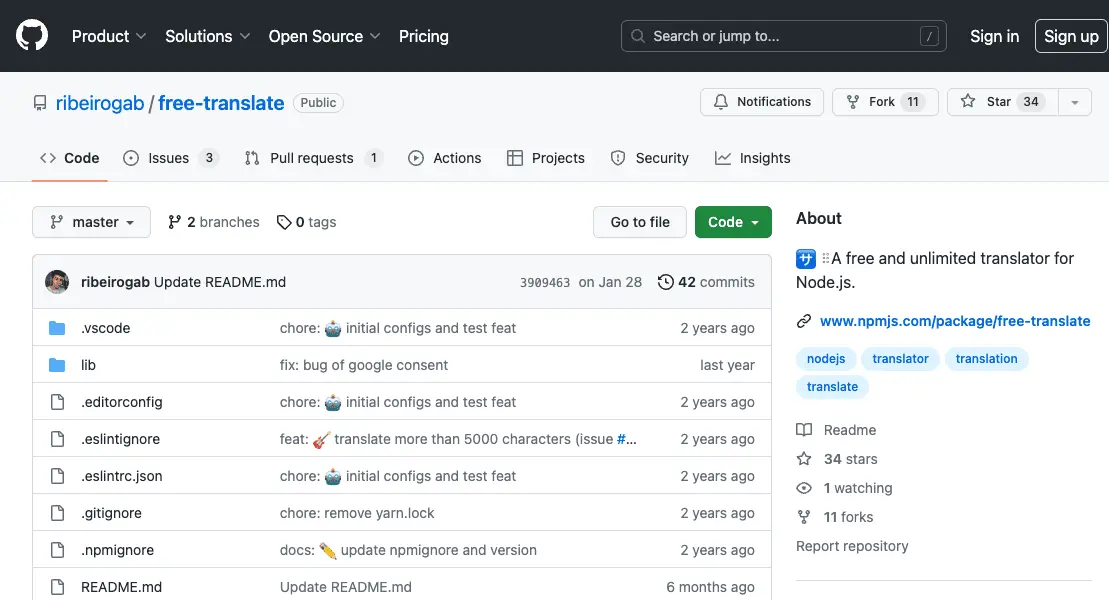 Product Solutions Open Source Pricing Search or jump to... / Sign in Sign up
ribeirogab / free-translate Public Notifications Fork 11 Star 34
Code Issues 3 Pull requests 1 Actions Projects Security Insights
master 2 branches 0 tags Go to file Code
ribeirogab Update README.md 3909463 on Jan 28 42 commits
.vscode chore: 🤖 initial configs and test feat 2 years ago
lib fix: bug of google consent last year
.editorconfig chore: 🤖 initial configs and test feat 2 years ago
.eslintignore feat: 🎸 translate more than 5000 characters (issue #... 2 years ago
.eslintrc.json chore: 🤖 initial configs and test feat 2 years ago
.gitignore chore: remove yarn.lock 2 years ago
.npmignore docs: ✏️ update npmignore and version 2 years ago
README.md Update README.md 6 months ago
About
🈂️ ⠿A free and unlimited translator for
Node.js.
www.npmjs.com/package/free-translate
nodejs translator translation
translate
Readme
34 stars
1 watching
11 forks
Report repository